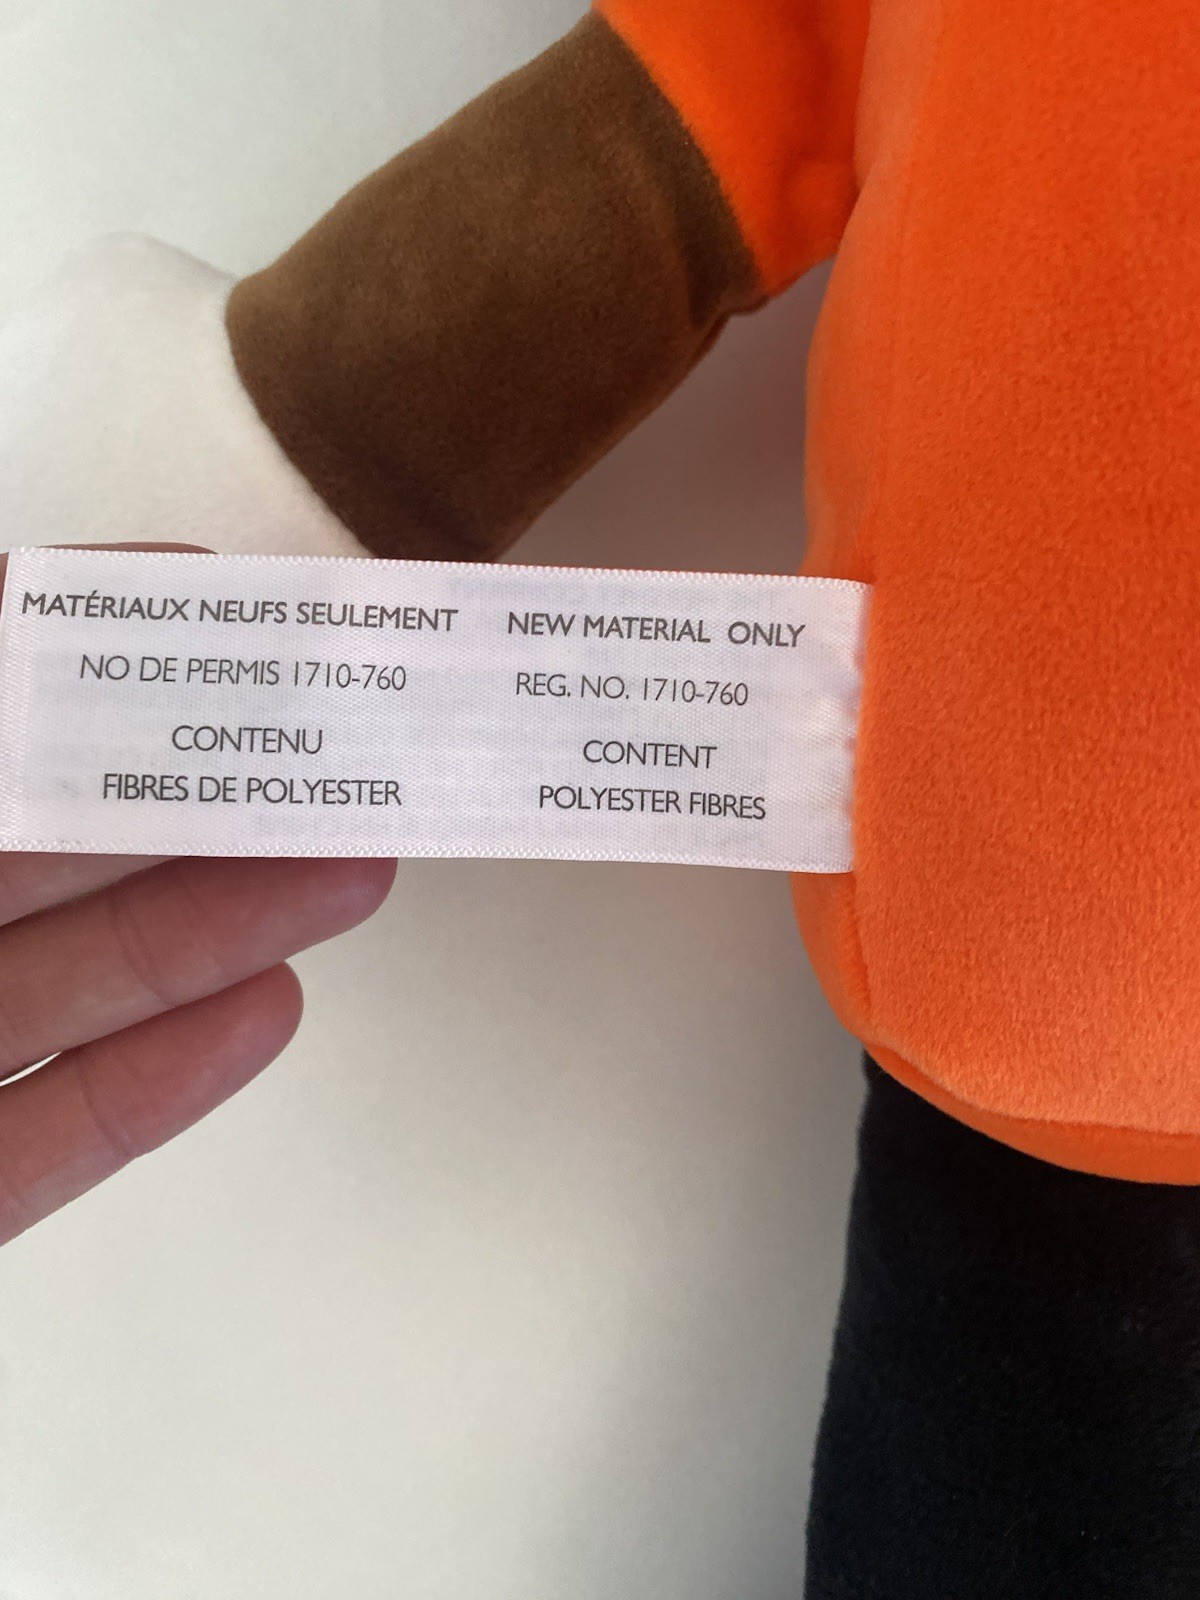 MATÉRIAUX NEUFS SEULEMENT
NO DE PERMIS 1710-760
CONTENU
FIBRES DE POLYESTER
NEW MATERIAL ONLY
REG. NO. 1710-760
CONTENT
POLYESTER FIBRES